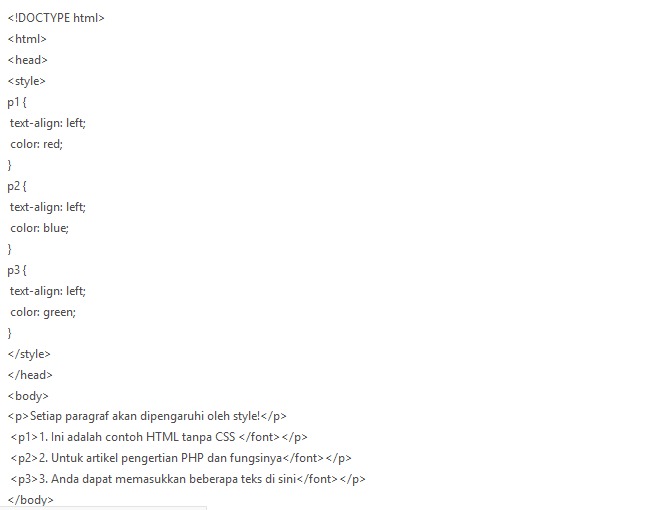 <!DOCTYPE html>
<html>
<head>
<style>
p1 {
text-align: left;
color: red;
}
p2 {
text-align: left;
color: blue;
}
p3 {
text-align: left;
color: green;
}
</style>
</head>
<body>
<p>Setiap paragraf akan dipengaruhi oleh style!</p>
<p1>1. Ini adalah contoh HTML tanpa CSS </font></p>
<p2>2. Untuk artikel pengertian PHP dan fungsinya</font></p>
<p3>3. Anda dapat memasukkan beberapa teks di sini</font></p>
</body>